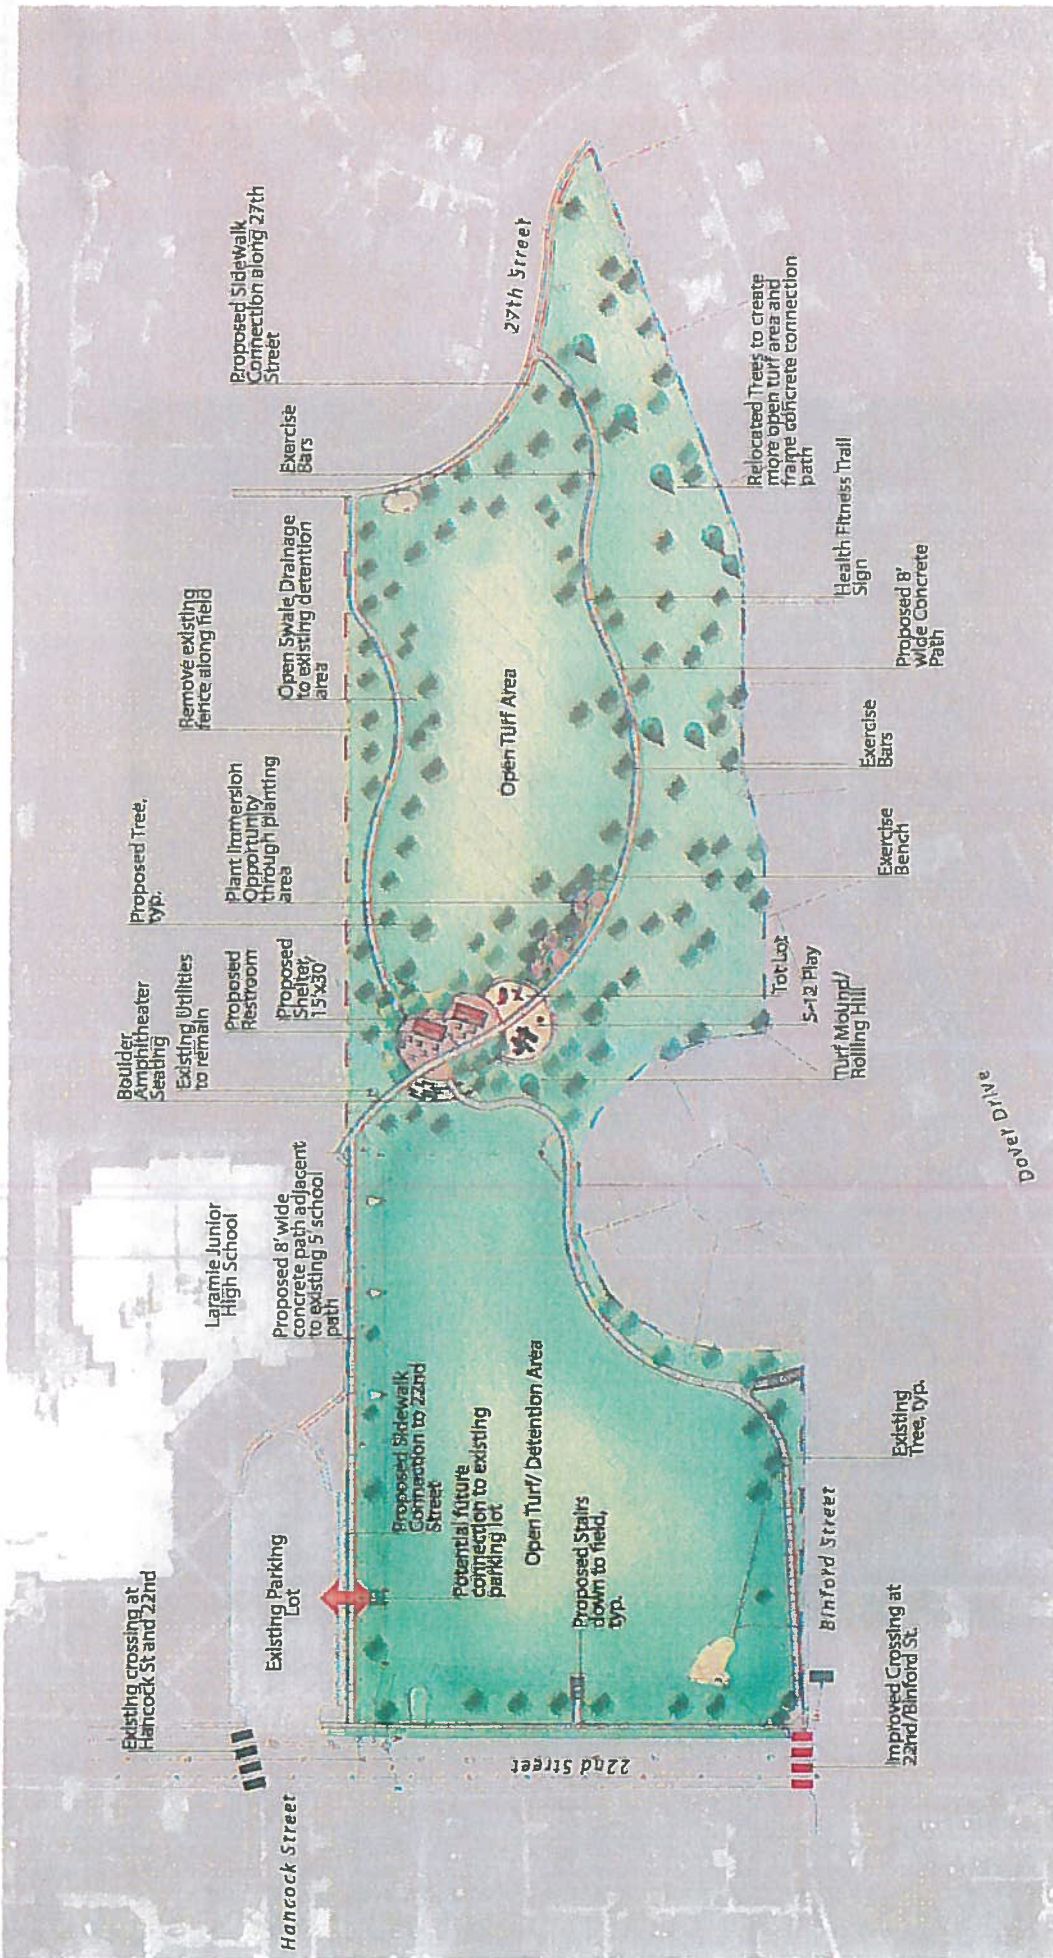 Existing crossing at
Hancock St and 22nd
Hancock Street
Existing Parking
Lot
Laramie Junior
High School
Proposed 8' wide
concrete path adjacent
to existing 5' school
path
Boulder
Amphitheater
Seating
Existing Utilities
to remain
Proposed
Restroom
Proposed
Shelter,
15'x30'
Proposed Tree,
typ.
Plant Immersion
Opportunity
through planting
area
Remove existing
fence along field
Open Swale Drainage
to existing detention
area
Exercise
Bars
Proposed Sidewalk
Connection along 27th
Street
27th Street
Proposed Sidewalk
Connection to 22nd
Street
Potential future
connection to existing
parking lot
Open Turf/ Detention Area
Proposed Stairs
down to field,
typ.
Open Turf Area
22nd Street
Improved Crossing at
22nd/Binford St.
Binford Street
Existing
Tree, typ.
Dover Drive
Turf Mound/
Rolling Hill
5-12 Play
Tot Lot
Exercise
Bench
Exercise
Bars
Proposed 8'
wide Concrete
Path
Health Fitness Trail
Sign
Relocated Trees to create
more open turf area and
frame concrete connection
path